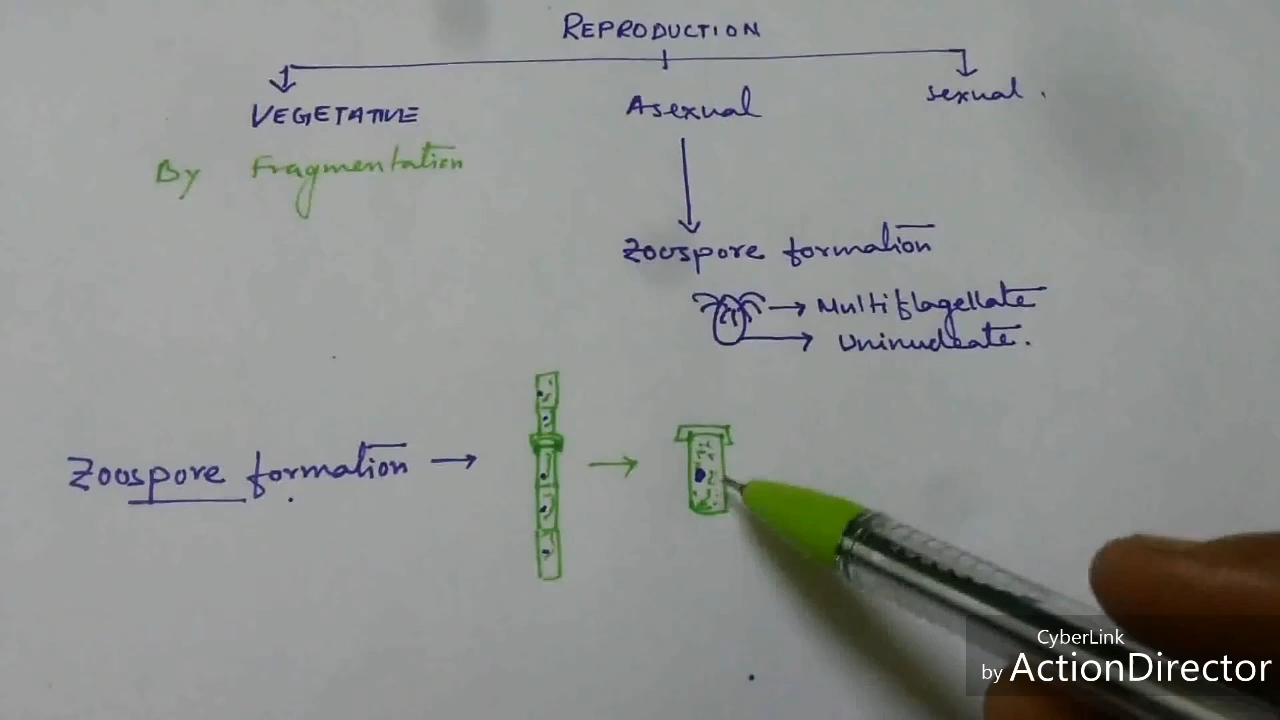 REPRODUCTION
VEGETATIVE
Asexual
sexual.
By Fragmentation
Zoospore formation
Multiflagellate
Uninucleate.
Zoospore formation
CyberLink
by ActionDirector